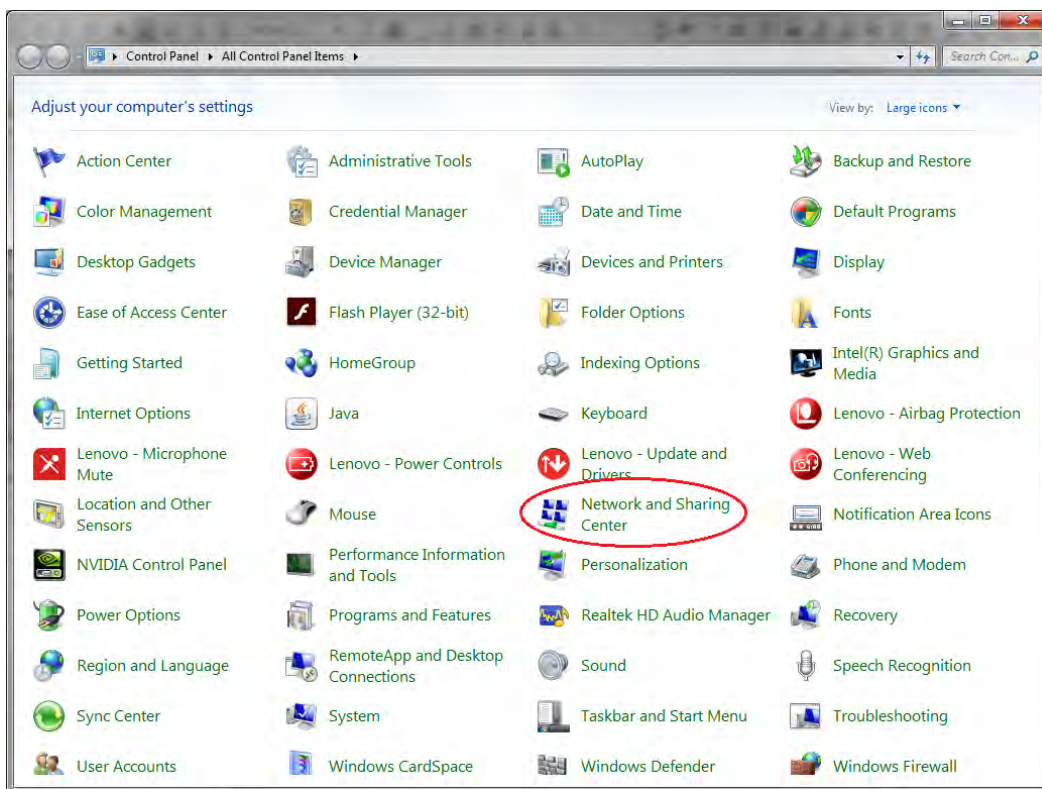 Control Panel ▸ All Control Panel Items ▸
Search Con...
Adjust your computer's settings
View by: Large icons
Action Center
Administrative Tools
AutoPlay
Backup and Restore
Color Management
Credential Manager
Date and Time
Default Programs
Desktop Gadgets
Device Manager
Devices and Printers
Display
Ease of Access Center
Flash Player (32-bit)
Folder Options
Fonts
Getting Started
HomeGroup
Indexing Options
Intel(R) Graphics and
Media
Internet Options
Java
Keyboard
Lenovo - Airbag Protection
Lenovo - Microphone
Mute
Lenovo - Power Controls
Lenovo - Update and
Drivers
Lenovo - Web
Conferencing
Location and Other
Sensors
Mouse
Network and Sharing
Center
Notification Area Icons
NVIDIA Control Panel
Performance Information
and Tools
Personalization
Phone and Modem
Power Options
Programs and Features
Realtek HD Audio Manager
Recovery
Region and Language
RemoteApp and Desktop
Connections
Sound
Speech Recognition
Sync Center
System
Taskbar and Start Menu
Troubleshooting
User Accounts
Windows CardSpace
Windows Defender
Windows Firewall